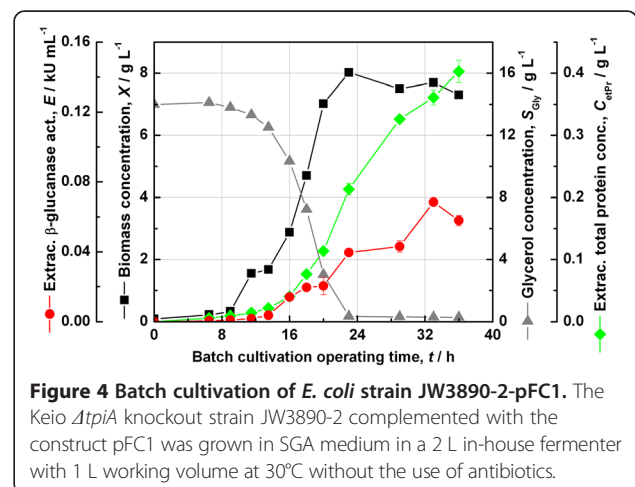 0.16
0.12
0.08
0.04
0.00
Extrac. β-glucanase act., E / kU mL⁻¹
8
6
4
2
0
Biomass concentration, X / g L⁻¹
0 8 16 24 32 40
Batch cultivation operating time, t / h
16
12
8
4
0
Glycerol concentration, S_Gly / g L⁻¹
0.4
0.3
0.2
0.1
0.0
Extrac. total protein conc., C_etPr / g L⁻¹
Figure 4 Batch cultivation of E. coli strain JW3890-2-pFC1. The
Keio ΔtpiA knockout strain JW3890-2 complemented with the
construct pFC1 was grown in SGA medium in a 2 L in-house fermenter
with 1 L working volume at 30°C without the use of antibiotics.